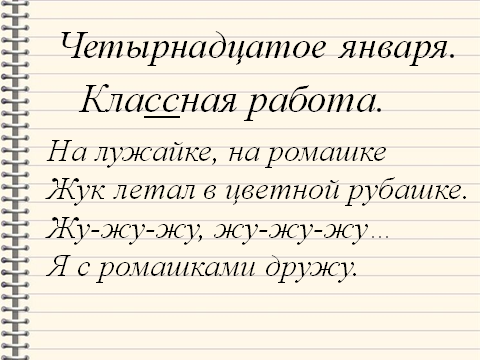 Четырнадцатое января.
Классная работа.
На лужайке, на ромашке
Жук летал в цветной рубашке.
Жу-жу-жу, жу-жу-жу...
Я с ромашками дружу.